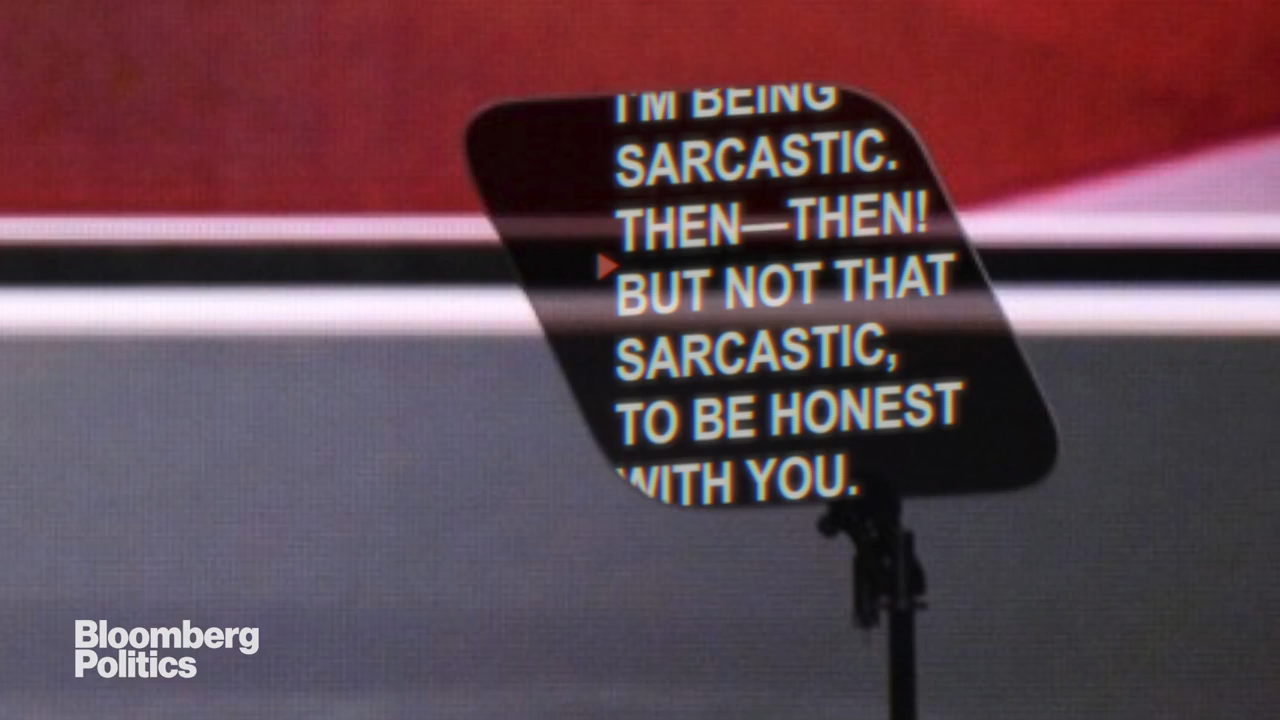 I'M BEING
SARCASTIC.
THEN—THEN!
BUT NOT THAT
SARCASTIC,
TO BE HONEST
WITH YOU.
Bloomberg
Politics